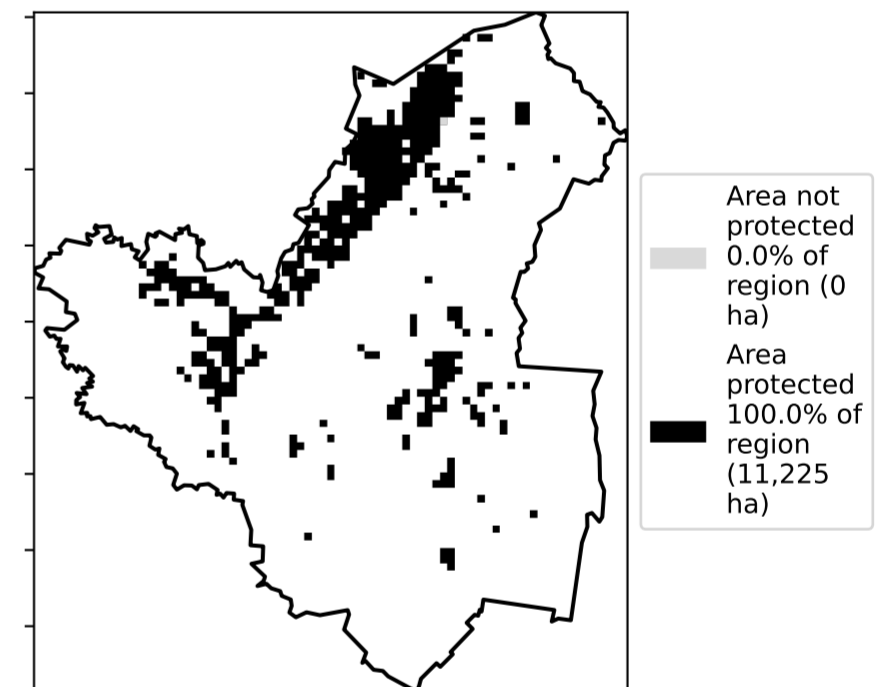 Area not
protected
0.0% of
region (0
ha)
Area
protected
100.0% of
region
(11,225
ha)